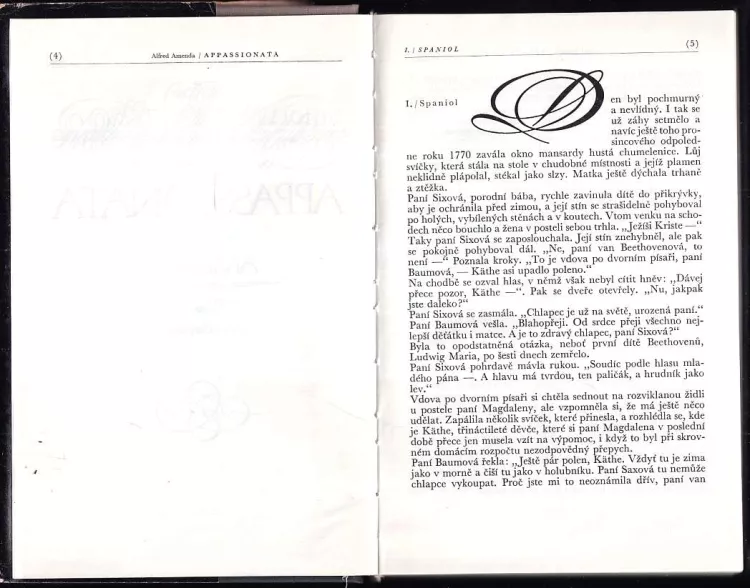 (4)
Alfred Amenda / APPASSIONATA
I. / SPANIOL
(5)
I. / Spaniol
Den byl pochmurný
a nevlídný. I tak se
už záhy setmělo a
navíc ještě toho pro-
sincového odpoled-
ne roku 1770 zavála okno mansardy hustá chumelenice. Lůj
svíčky, která stála na stole v chudobné místnosti a jejíž plamen
neklidně plápolal, stékal jako slzy. Matka ještě dýchala trhaně
a ztěžka.
Paní Sixová, porodní bába, rychle zavinula dítě do přikrývky,
aby je ochránila před zimou, a její stín se strašidelně pohyboval
po holých, vybílených stěnách a v koutech. Vtom venku na scho-
dech něco bouchlo a žena v posteli sebou trhla. „Ježíši Kriste —“
Taky paní Sixová se zaposlouchala. Její stín znehybněl, ale pak
se pokojně pohyboval dál. „Ne, paní van Beethovenová, to
není —“ Poznala kroky. „To je vdova po dvorním písaři, paní
Baumová, — Käthe asi upadlo poleno.“
Na chodbě se ozval hlas, v němž však nebyl cítit hněv: „Dávej
přece pozor, Käthe —“. Pak se dveře otevřely. „Nu, jakpak
jste daleko?“
Paní Sixová se zasmála. „Chlapec je už na světě, urozená paní.“
Paní Baumová vešla. „Blahopřeji. Od srdce přeji všechno nej-
lepší děťátku i matce. A je to zdravý chlapec, paní Sixová?“
Byla to opodstatněná otázka, neboť první dítě Beethovenů,
Ludwig Maria, po šesti dnech zemřelo.
Paní Sixová pohrdavě mávla rukou. „Soudíc podle hlasu mla-
dého pána —. A hlavu má tvrdou, ten paličák, a hrudník jako
lev.“
Vdova po dvorním písaři si chtěla sednout na rozviklanou židli
u postele paní Magdaleny, ale vzpomněla si, že má ještě něco
udělat. Zapálila několik svíček, které přinesla, a rozhlédla se, kde
je Käthe, třináctileté děvče, které si paní Magdalena v poslední
době přece jen musela vzít na výpomoc, i když to byl při skrov-
ném domácím rozpočtu nezodpovědný přepych.
Paní Baumová řekla: „Ještě pár polen, Käthe. Vždyť tu je zima
jako v morně a čiší tu jako v holubníku. Paní Saxová tu nemůže
chlapce vykoupat. Proč jste mi to neoznámila dřív, paní van